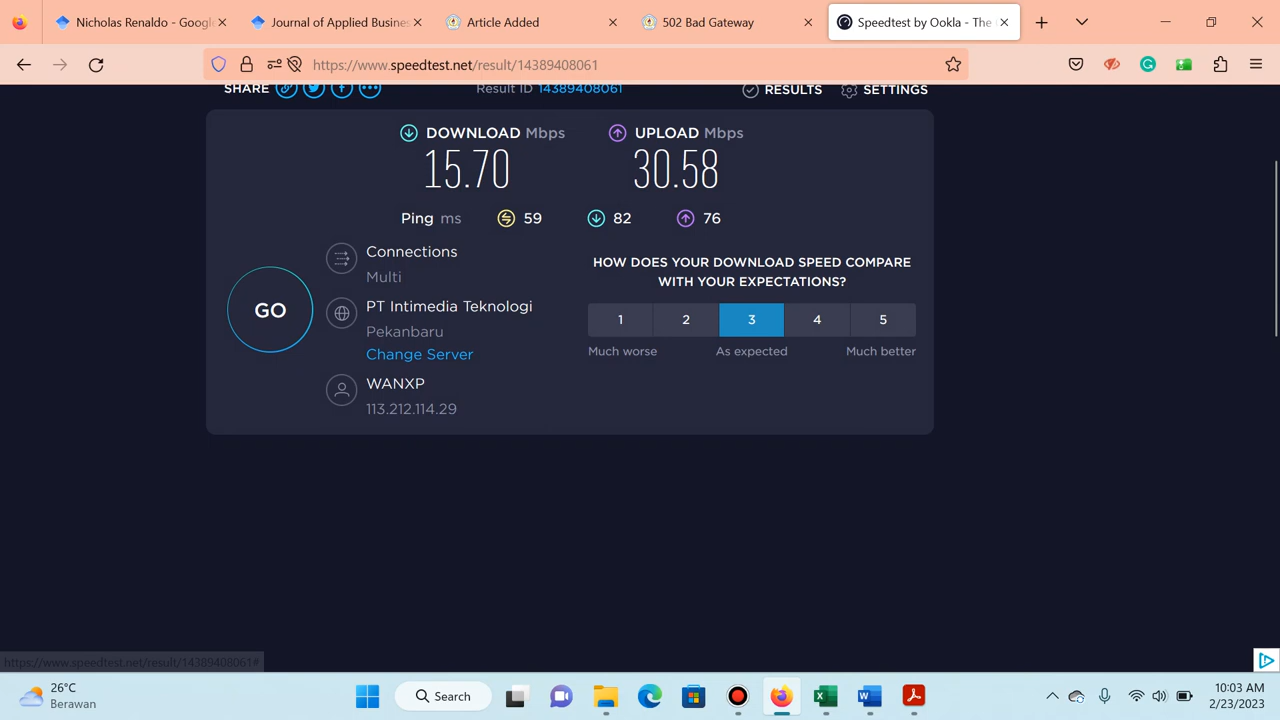 Nicholas Renaldo - Google
Journal of Applied Business
Article Added
502 Bad Gateway
Speedtest by Ookla - The
https://www.speedtest.net/result/14389408061
SHARE
Result ID 14389408061
RESULTS
SETTINGS
DOWNLOAD Mbps
15.70
UPLOAD Mbps
30.58
Ping ms
59
82
76
GO
Connections
Multi
PT Intimedia Teknologi
Pekanbaru
Change Server
WANXP
113.212.114.29
HOW DOES YOUR DOWNLOAD SPEED COMPARE
WITH YOUR EXPECTATIONS?
1
2
3
4
5
Much worse
As expected
Much better
https://www.speedtest.net/result/14389408061#
26°C
Berawan
Search
10:03 AM
2/23/2023